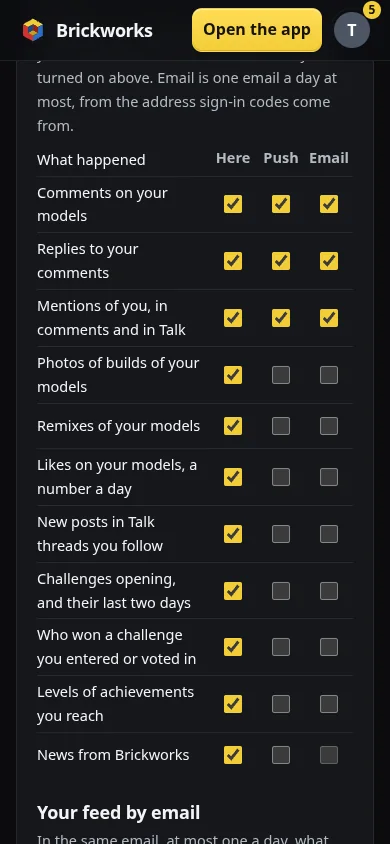 Brickworks
Open the app
T
5
turned on above. Email is one email a day at
most, from the address sign-in codes come
from.
What happened Here Push Email
Comments on your
models
Replies to your
comments
Mentions of you, in
comments and in Talk
Photos of builds of your
models
Remixes of your models
Likes on your models, a
number a day
New posts in Talk
threads you follow
Challenges opening,
and their last two days
Who won a challenge
you entered or voted in
Levels of achievements
you reach
News from Brickworks
Your feed by email
In the same email, at most one a day, what